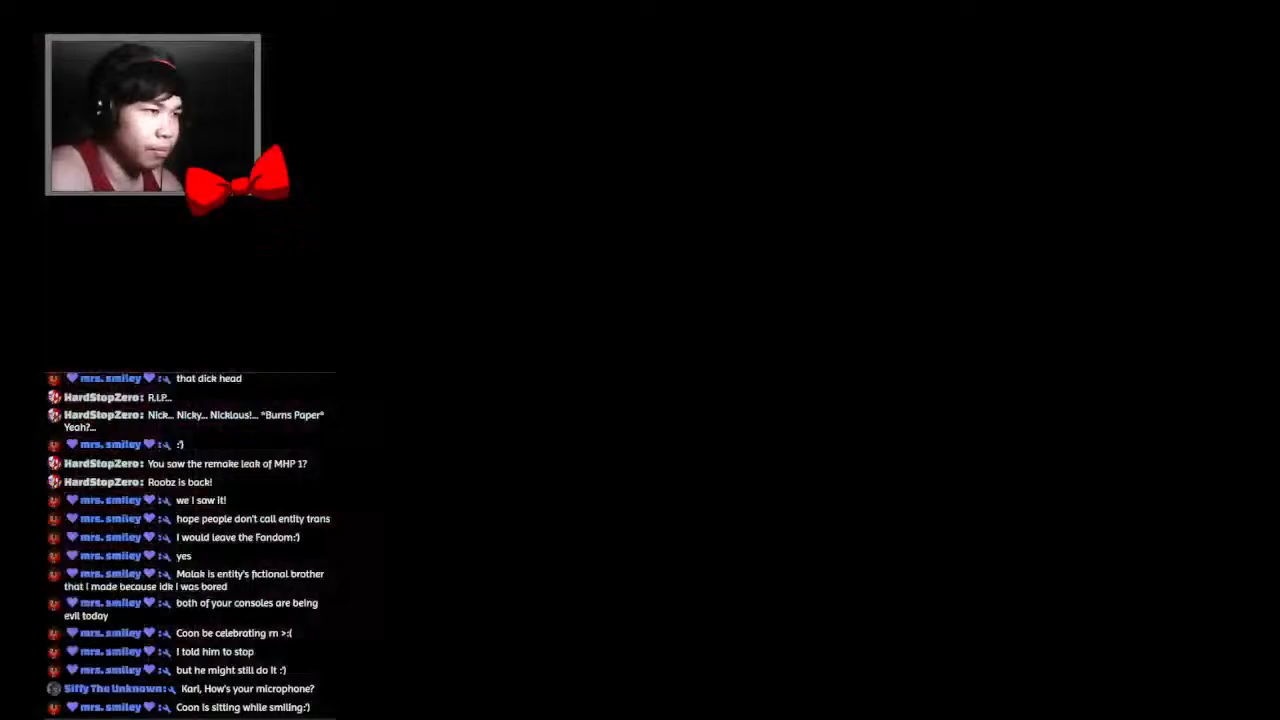 mrs. smiley : that dick head
HardStopZero: R.I.P...
HardStopZero: Nick... Nicky... Nicklaus!... *Burns Paper*
Yeah?...
mrs. smiley : :')
HardStopZero: You saw the remake leak of MHP 1?
HardStopZero: Roobz is back!
mrs. smiley : we I saw it!
mrs. smiley : hope people don't call entity trans
mrs. smiley : I would leave the Fandom:')
mrs. smiley : yes
mrs. smiley : Malak is entity's fictional brother
that I made because idk I was bored
mrs. smiley : both of your consoles are being
evil today
mrs. smiley : Coon be celebrating rn >:(
mrs. smiley : I told him to stop
mrs. smiley : but he might still do it :')
Siffy The Unknown: Karl, How's your microphone?
mrs. smiley : Coon is sitting while smiling:')